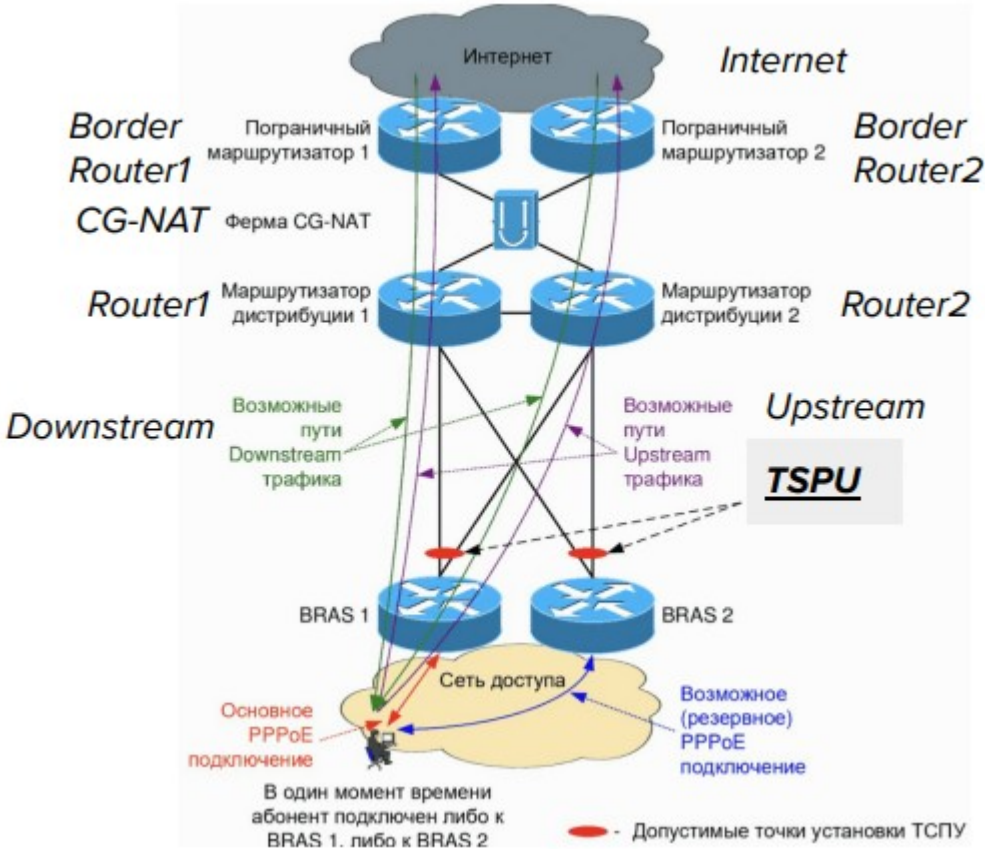 Интернет
Internet
Border
Router1
Пограничный
маршрутизатор 1
Пограничный
маршрутизатор 2
Border
Router2
CG-NAT
Ферма CG-NAT
Router1
Маршрутизатор
дистрибуции 1
Маршрутизатор
дистрибуции 2
Router2
Downstream
Возможные
пути
Downstream
трафика
Возможные
пути
Upstream
трафика
Upstream
TSPU
BRAS 1
BRAS 2
Сеть доступа
Основное
PPPoE
подключение
Возможное
(резервное)
PPPoE
подключение
В один момент времени
абонент подключен либо к
BRAS 1, либо к BRAS 2
- Допустимые точки установки ТСПУ